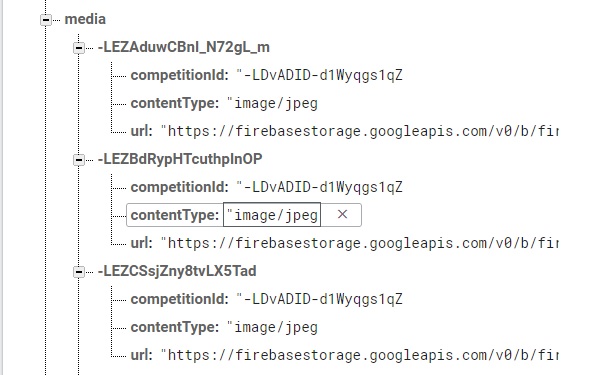 media
-LEZAduwCBnI_N72gL_m
competitionId: "-LDvADID-d1Wyqgs1qZ
contentType: "image/jpeg
url: "https://firebasestorage.googleapis.com/v0/b/fir
-LEZBdRypHTcuthpInOP
competitionId: "-LDvADID-d1Wyqgs1qZ
contentType: "image/jpeg
url: "https://firebasestorage.googleapis.com/v0/b/fir
-LEZCSsjZny8tvLX5Tad
competitionId: "-LDvADID-d1Wyqgs1qZ
contentType: "image/jpeg
url: "https://firebasestorage.googleapis.com/v0/b/fir